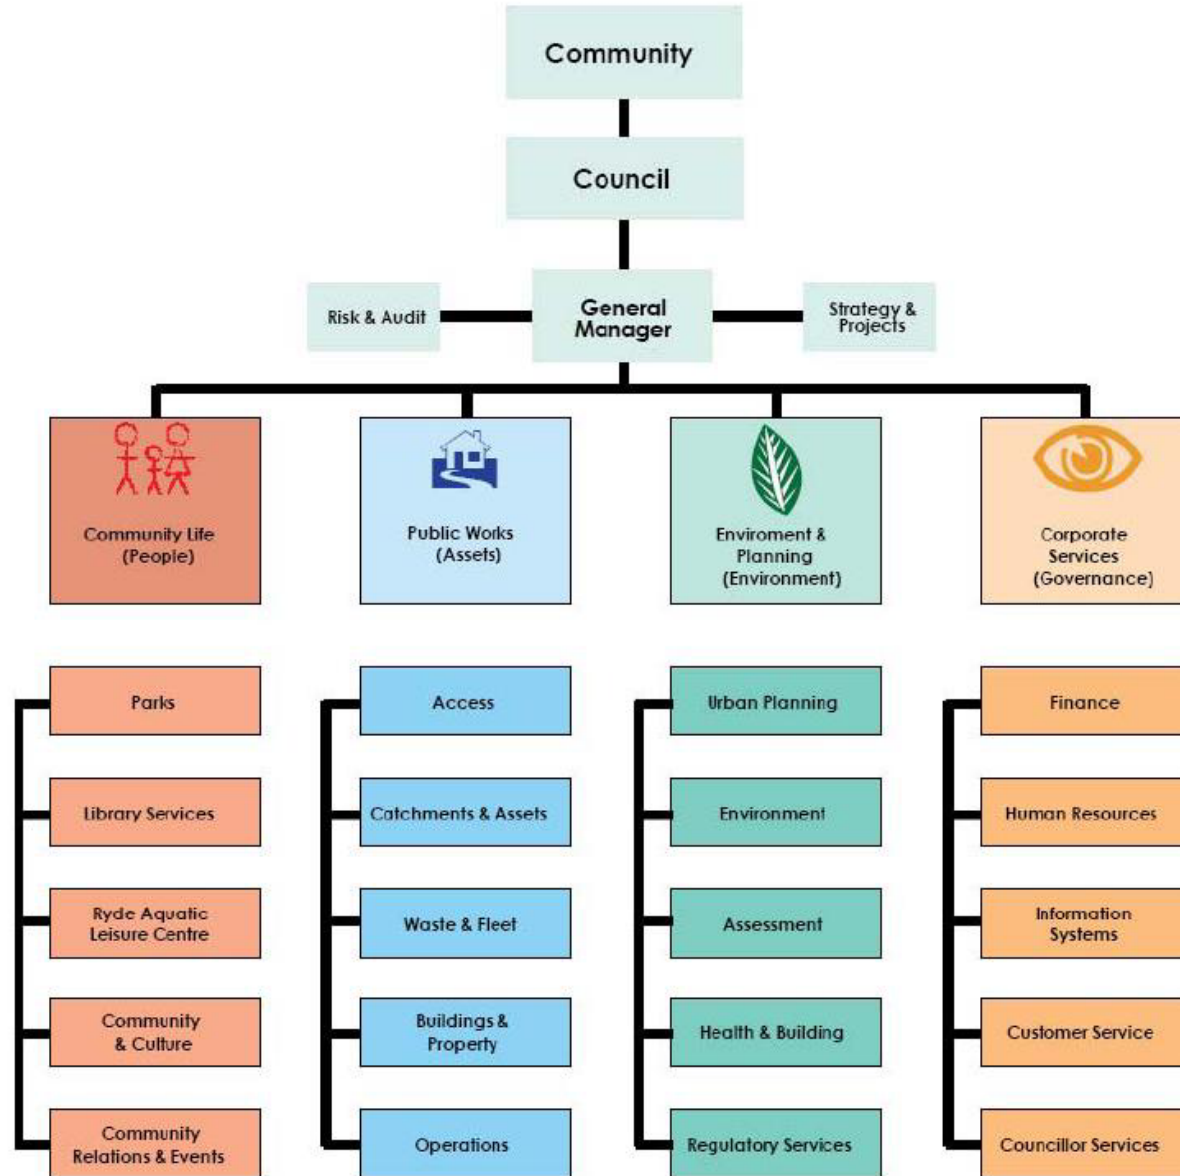 Community
Council
Risk & Audit
General
Manager
Strategy &
Projects
Community Life
(People)
Public Works
(Assets)
Enviroment &
Planning
(Environment)
Corporate
Services
(Governance)
Parks
Library Services
Ryde Aquatic
Leisure Centre
Community
& Culture
Community
Relations & Events
Access
Catchments & Assets
Waste & Fleet
Buildings &
Property
Operations
Urban Planning
Environment
Assessment
Health & Building
Regulatory Services
Finance
Human Resources
Information
Systems
Customer Service
Councillor Services